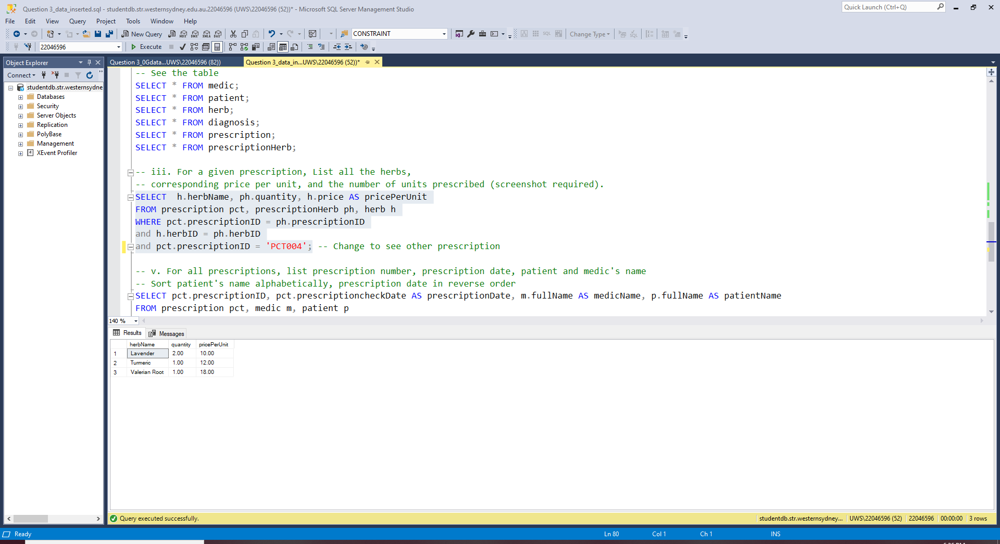 Question 3_data_inserted.sql - studentdb.str.westernsydney.edu.au.22046596 (UWS\22046596 (52))* - Microsoft SQL Server Management Studio
Quick Launch (Ctrl+Q)
File Edit View Query Project Tools Window Help
New Query MDX DMX XMLA DAX CONSTRAINT SQL Change Type SQL
22046596 Execute
Object Explorer
Question 3_0Gdata...UWS\22046596 (82))
Question 3_data_in...UWS\22046596 (52))*
Connect
studentdb.str.westernsydne
Databases
Security
Server Objects
Replication
PolyBase
Management
XEvent Profiler
-- See the table
SELECT * FROM medic;
SELECT * FROM patient;
SELECT * FROM herb;
SELECT * FROM diagnosis;
SELECT * FROM prescription;
SELECT * FROM prescriptionHerb;
-- iii. For a given prescription, List all the herbs,
-- corresponding price per unit, and the number of units prescribed (screenshot required).
SELECT  h.herbName, ph.quantity, h.price AS pricePerUnit
FROM prescription pct, prescriptionHerb ph, herb h
WHERE pct.prescriptionID = ph.prescriptionID
and h.herbID = ph.herbID
and pct.prescriptionID = 'PCT004'; -- Change to see other prescription
-- v. For all prescriptions, list prescription number, prescription date, patient and medic's name
-- Sort patient's name alphabetically, prescription date in reverse order
SELECT pct.prescriptionID, pct.prescriptioncheckDate AS prescriptionDate, m.fullName AS medicName, p.fullName AS patientName
FROM prescription pct, medic m, patient p
140 %
Results Messages
herbName quantity pricePerUnit
1 Lavender 2.00 10.00
2 Turmeric 1.00 12.00
3 Valerian Root 1.00 18.00
Query executed successfully.
studentdb.str.westernsydney... UWS\22046596 (52) 22046596 00:00:00 3 rows
Ready Ln 80 Col 1 Ch 1 INS